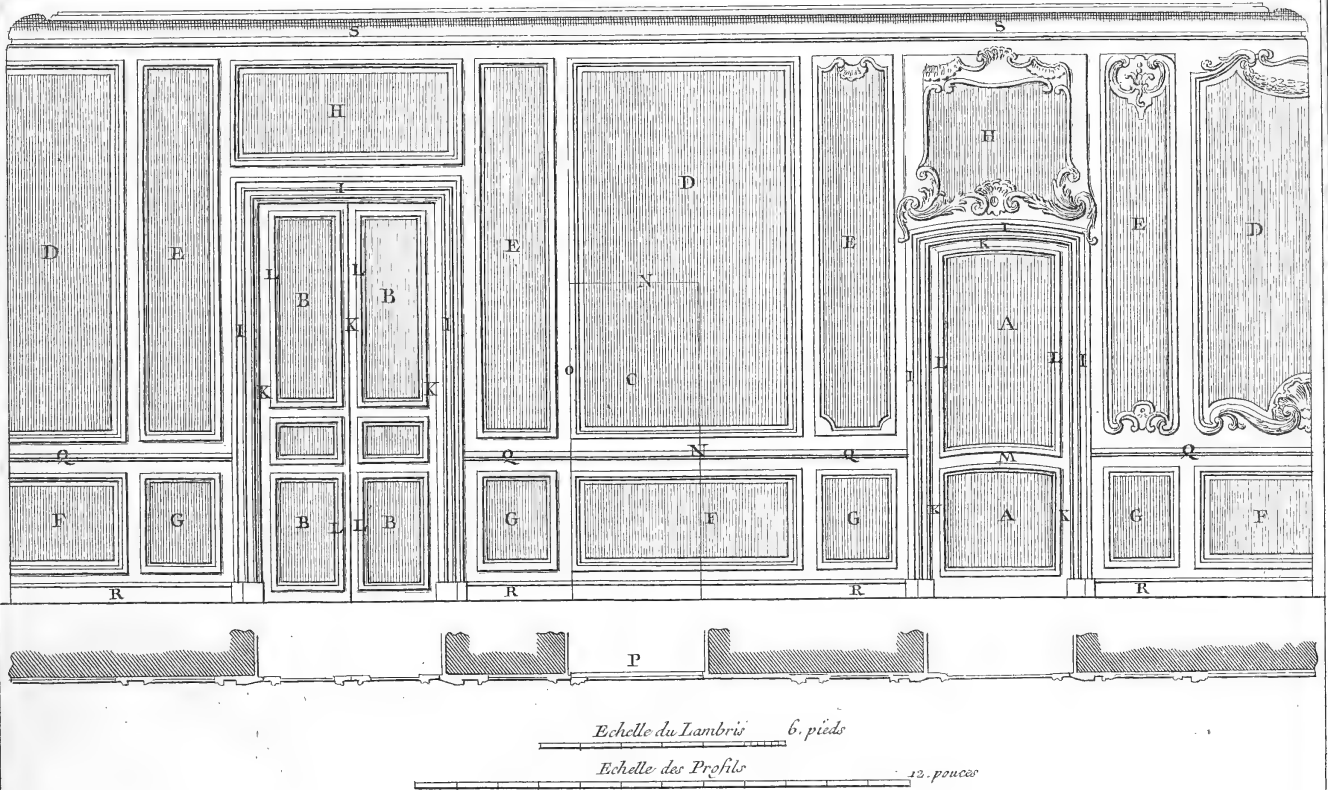 S S
H
H
I
D
D
E
E
D
E
E
I
K
L L
B B
N
A
I K I
L L I
I
K K
O C
Q Q N Q M Q
F G G F G G F
B L L B
K A K
R R R R
P
Echelle du Lambris 6. pieds
Echelle des Profils 12. pouces